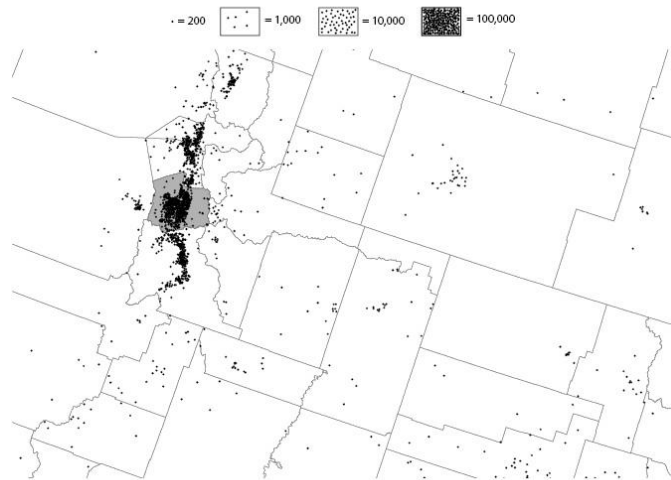 = 200 = 1,000 = 10,000 = 100,000